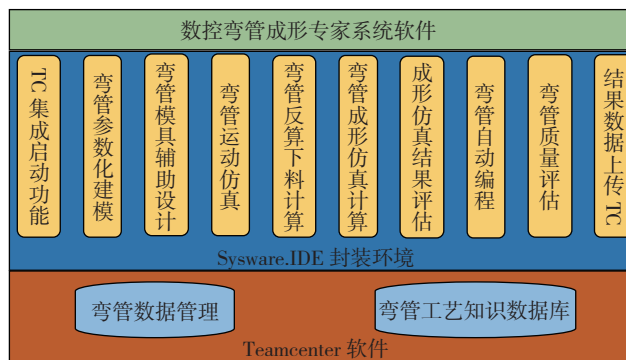 数控弯管成形专家系统软件
TC 集成启动功能
弯管参数化建模
弯管模具辅助设计
弯管运动仿真
弯管反算下料计算
弯管成形仿真计算
成形仿真结果评估
弯管自动编程
弯管质量评估
结果数据上传 TC
Sysware.IDE 封装环境
弯管数据管理
弯管工艺知识数据库
Teamcenter 软件